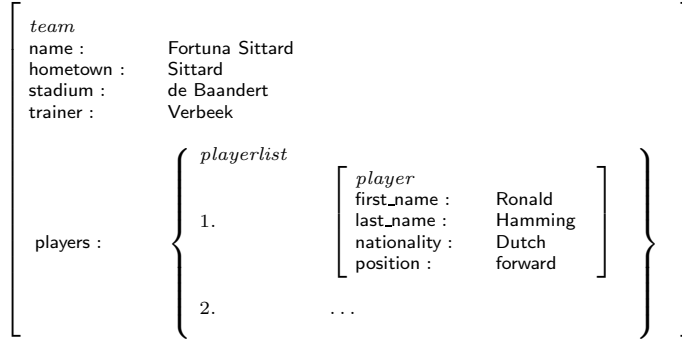 team
name : Fortuna Sittard
hometown : Sittard
stadium : de Baandert
trainer : Verbeek
playerlist
player
first_name : Ronald
1. last_name : Hamming
players : nationality : Dutch
position : forward
2. . . .